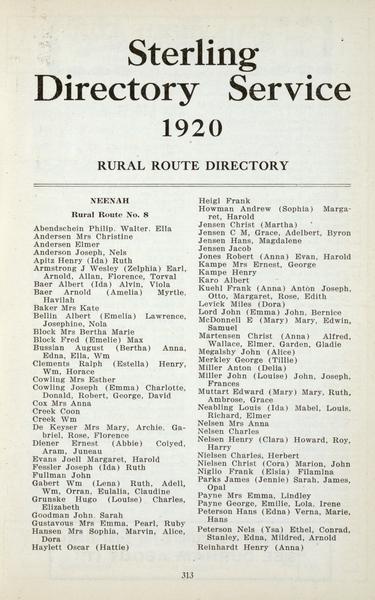 Sterling
Directory Service
1920
RURAL ROUTE DIRECTORY
NEENAH
Rural Route No. 8
Abendschein Philip. Walter. Ella
Andersen Mrs Christine
Andersen Elmer
Anderson Joseph, Nels
Apitz Henry (Ida) Ruth
Armstrong J Wesley (Zelphia) Earl,
Arnold, Allan, Florence, Torval
Baer Albert (Ida) Alvin, Viola
Baer Arnold (Amelia) Myrtle,
Havilah
Baker Mrs Kate
Bellin Albert (Emelia) Lawrence,
Josephine, Nola
Block Mrs Bertha Marie
Block Fred (Emelie) Max
Bussian August (Bertha) Anna,
Edna, Ella, Wm
Clements Ralph (Estella) Henry,
Wm, Horace
Cowling Mrs Esther
Cowling Joseph (Emma) Charlotte,
Donald, Robert, George, David
Cox Mrs Anna
Creek Coon
Creek Wm
De Keyser Mrs Mary, Archie, Ga-
briel, Rose, Florence
Diener Ernest (Abbie) Colyed,
Aram, Juneau
Evans Joell Margaret, Harold
Fessler Joseph (Ida) Ruth
Fullman John
Gabert Wm (Lena) Ruth, Adell,
Wm, Orran, Eulalia, Claudine
Grunske Hugo (Louise) Charles,
Elizabeth
Goodman John. Sarah
Gustavous Mrs Emma, Pearl, Ruby
Hansen Mrs Sophia, Marvin, Alice,
Dora
Haylett Oscar (Hattie)
Heigl Frank
Howman Andrew (Sophia) Marga-
ret, Harold
Jensen Christ (Martha)
Jensen C M, Grace, Adelbert, Byron
Jensen Hans, Magdalene
Jensen Jacob
Jones Robert (Anna) Evan, Harold
Kampe Mrs Ernest, George
Kampe Henry
Karo Albert
Kuehl Frank (Anna) Anton Joseph,
Otto, Margaret, Rose, Edith
Levick Miles (Dora)
Lord John (Emma) John, Bernice
McDonnell E (Mary) Mary, Edwin,
Samuel
Martensen Christ (Anna) Alfred,
Wallace, Elmer, Garden, Gladie
Megalsby John (Alice)
Merkley George (Tillie)
Miller Anton (Delia)
Miller John (Louise) John, Joseph,
Frances
Muttart Edward (Mary) Mary, Ruth,
Ambrose, Grace
Neabling Louis (Ida) Mabel, Louis,
Richard, Elmer
Nelsen Mrs Anna
Nelsen Charles
Nelsen Henry (Clara) Howard, Roy,
Harry
Nielsen Charles, Herbert
Nielsen Christ (Cora) Marion, John
Niglio Frank (Elsia) Filamina
Parks James (Jennie) Sarah, James,
Opal
Payne Mrs Emma, Lindley
Payne George, Emilie, Lola, Irene
Peterson Hans (Edna) Verna, Marie,
Hans
Peterson Nels (Ysa) Ethel, Conrad,
Stanley, Edna, Mildred, Arnold
Reinhardt Henry (Anna)
313